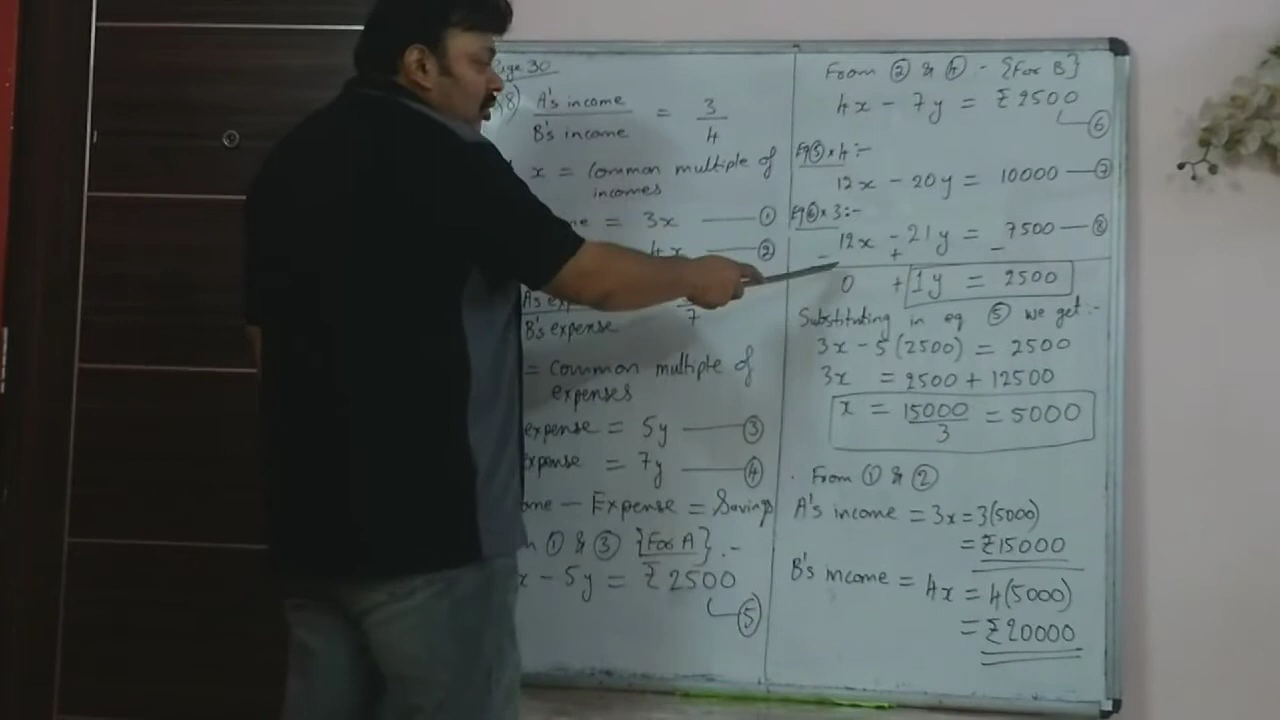 Page 30
8) A's income / B's income = 3 / 4
x = Common multiple of
incomes
= 3x —— ①
4x —— ②
A's exp
B's expense 7
= Common multiple of
expenses
expense = 5y —— ③
= 7y —— ④
– Expense = Savings
① & ③ {For A} :-
x – 5y = ₹2500
⑤
From ② & ④ - {For B}
4x – 7y = ₹2500
⑥
Eq⑤×4:-
12x – 20y = 10000 — ⑦
Eq⑥×3:-
12x – 21y = 7500 — ⑧
– + –
0 + 1y = 2500
Substituting in eq ⑤ we get:-
3x – 5(2500) = 2500
3x = 2500 + 12500
x = 15000 / 3 = 5000
From ① & ②
A's income = 3x = 3(5000)
= ₹15000
B's income = 4x = 4(5000)
= ₹20000